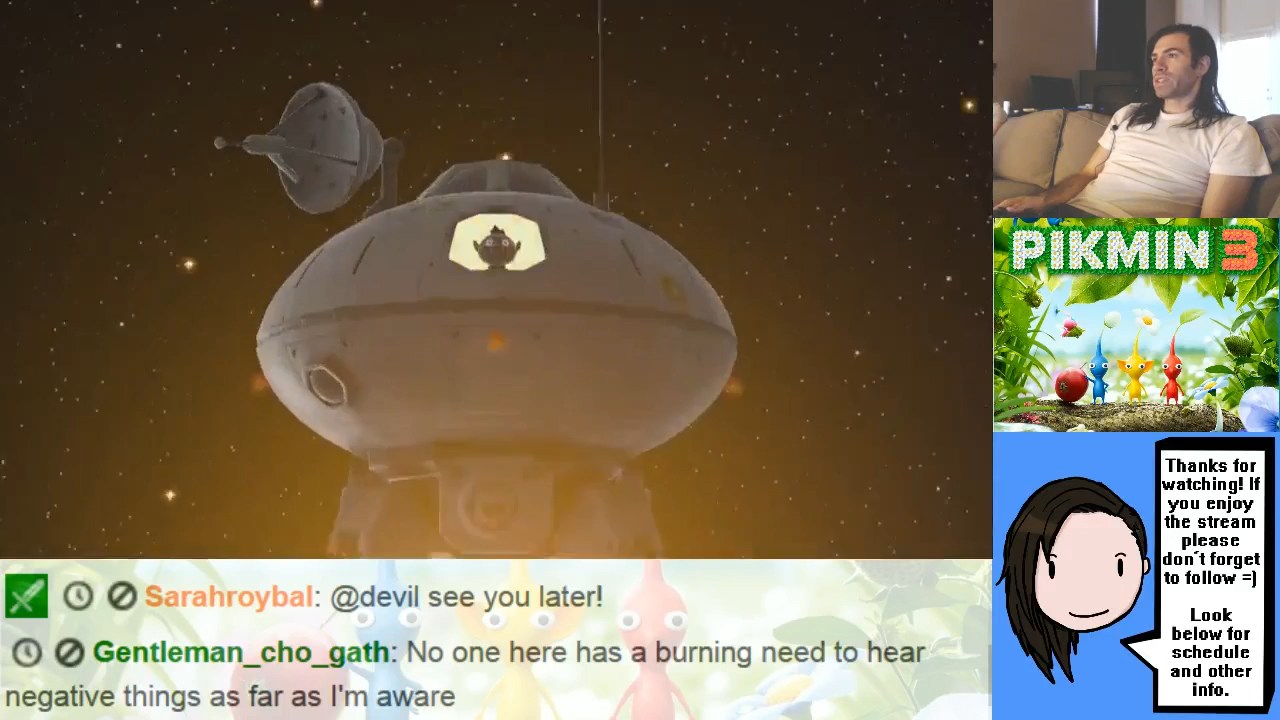 PIKMIN 3
Thanks for
watching! If
you enjoy
the stream
please
don´t forget
to follow =)
Look
below for
schedule
and other
info.
Sarahroybal: @devil see you later!
Gentleman_cho_gath: No one here has a burning need to hear
negative things as far as I'm aware